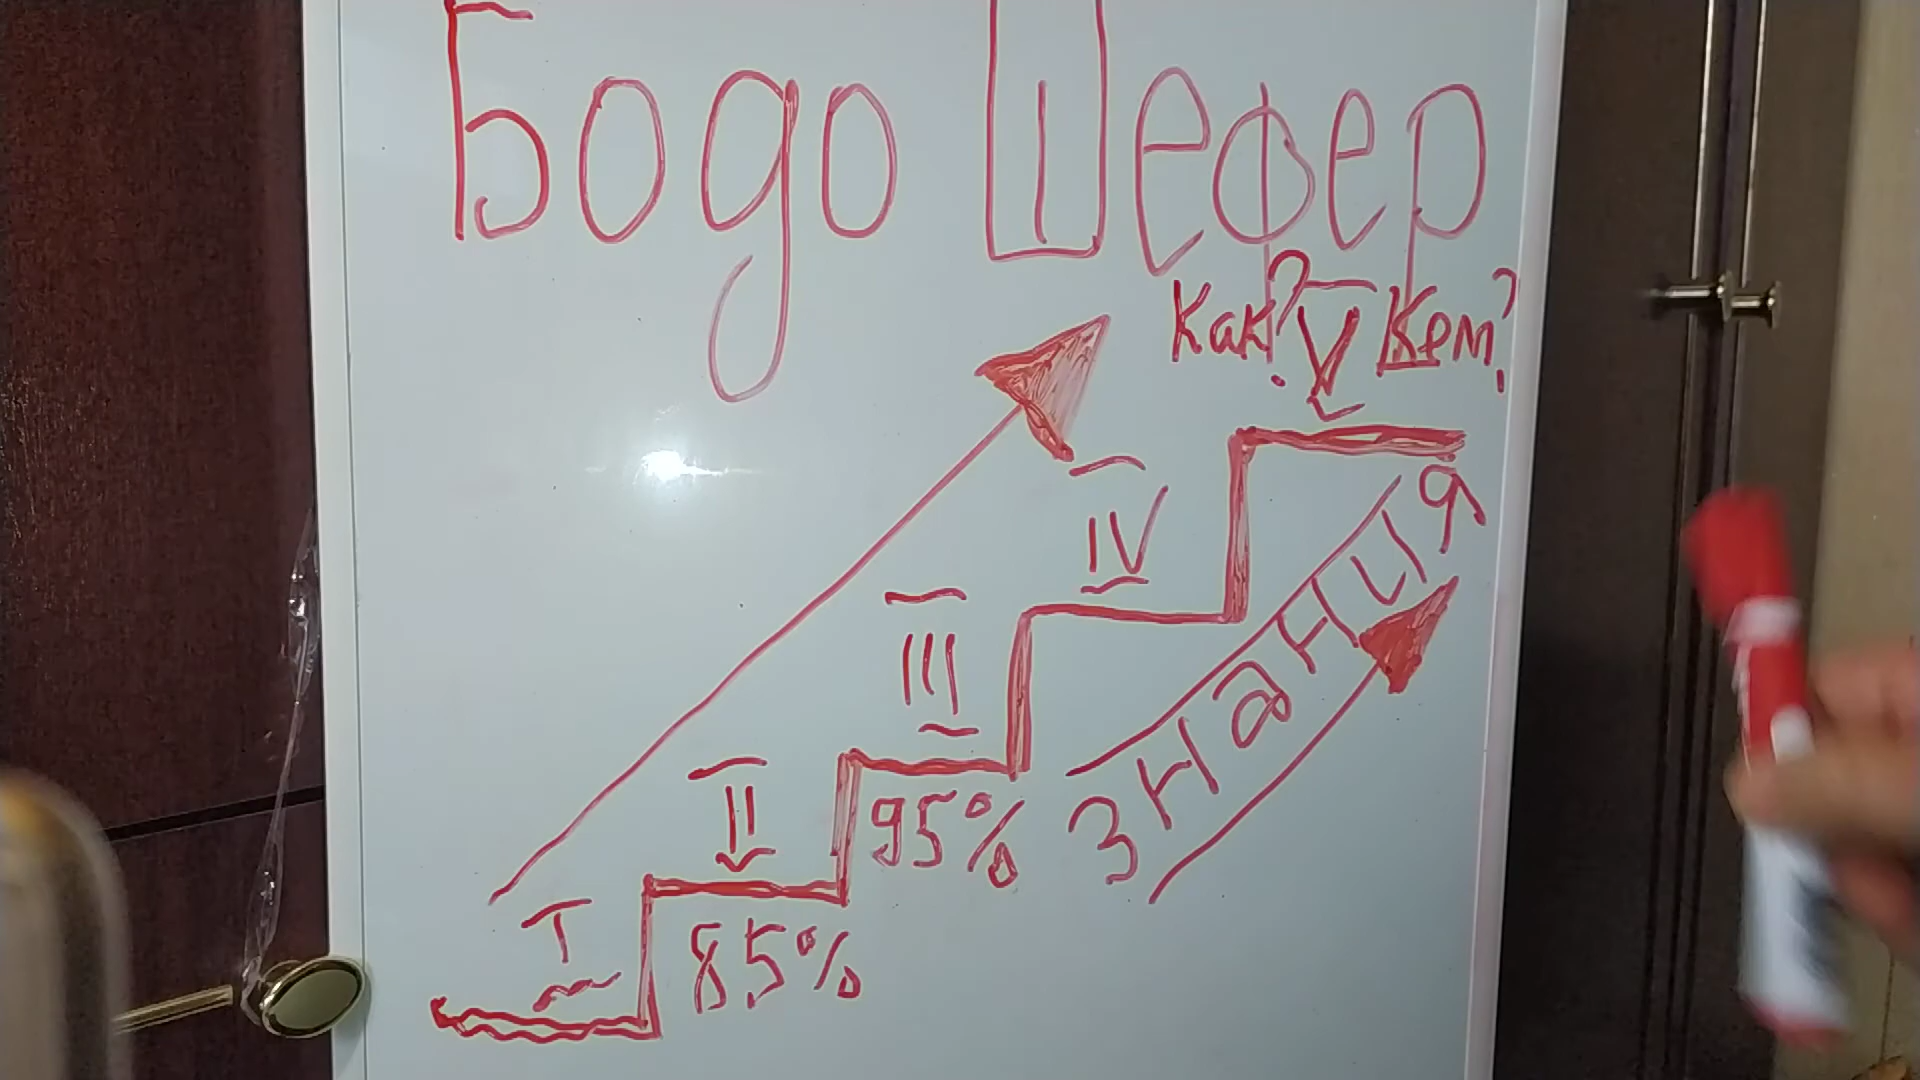 Бодо Шефер
Как? V Кем?
IV
III
II
95%
знания
I
85%